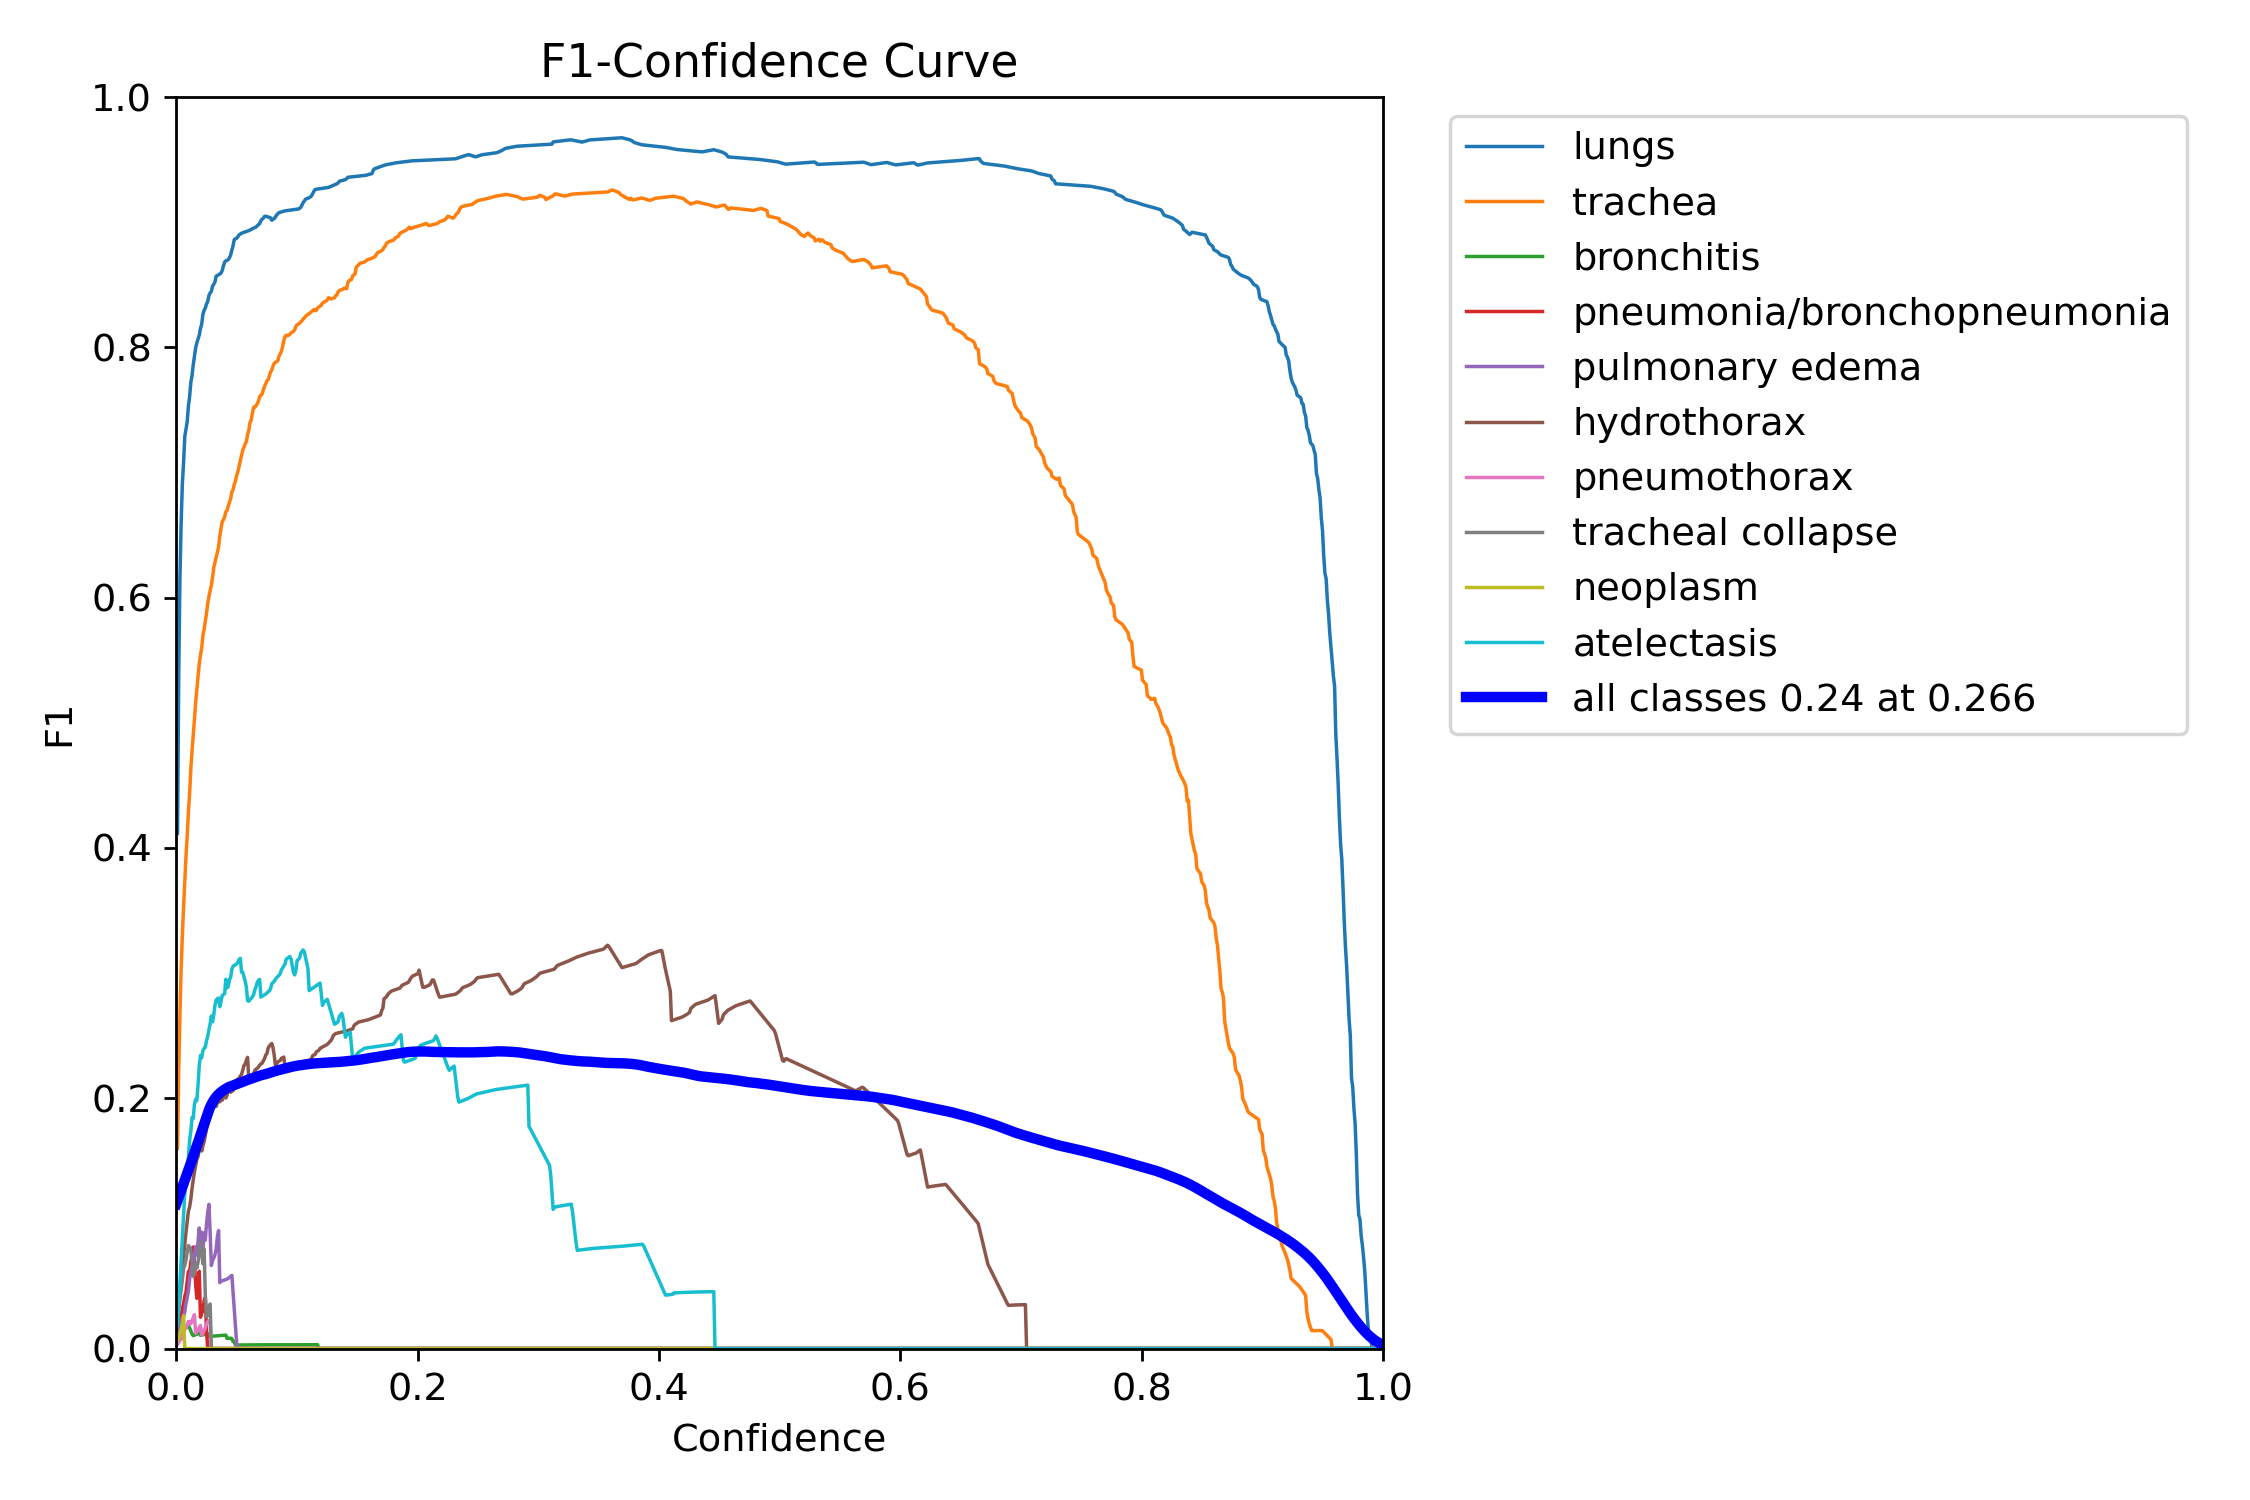 F1-Confidence Curve
1.0
0.8
0.6
0.4
0.2
0.0
F1
0.0 0.2 0.4 0.6 0.8 1.0
Confidence
lungs
trachea
bronchitis
pneumonia/bronchopneumonia
pulmonary edema
hydrothorax
pneumothorax
tracheal collapse
neoplasm
atelectasis
all classes 0.24 at 0.266